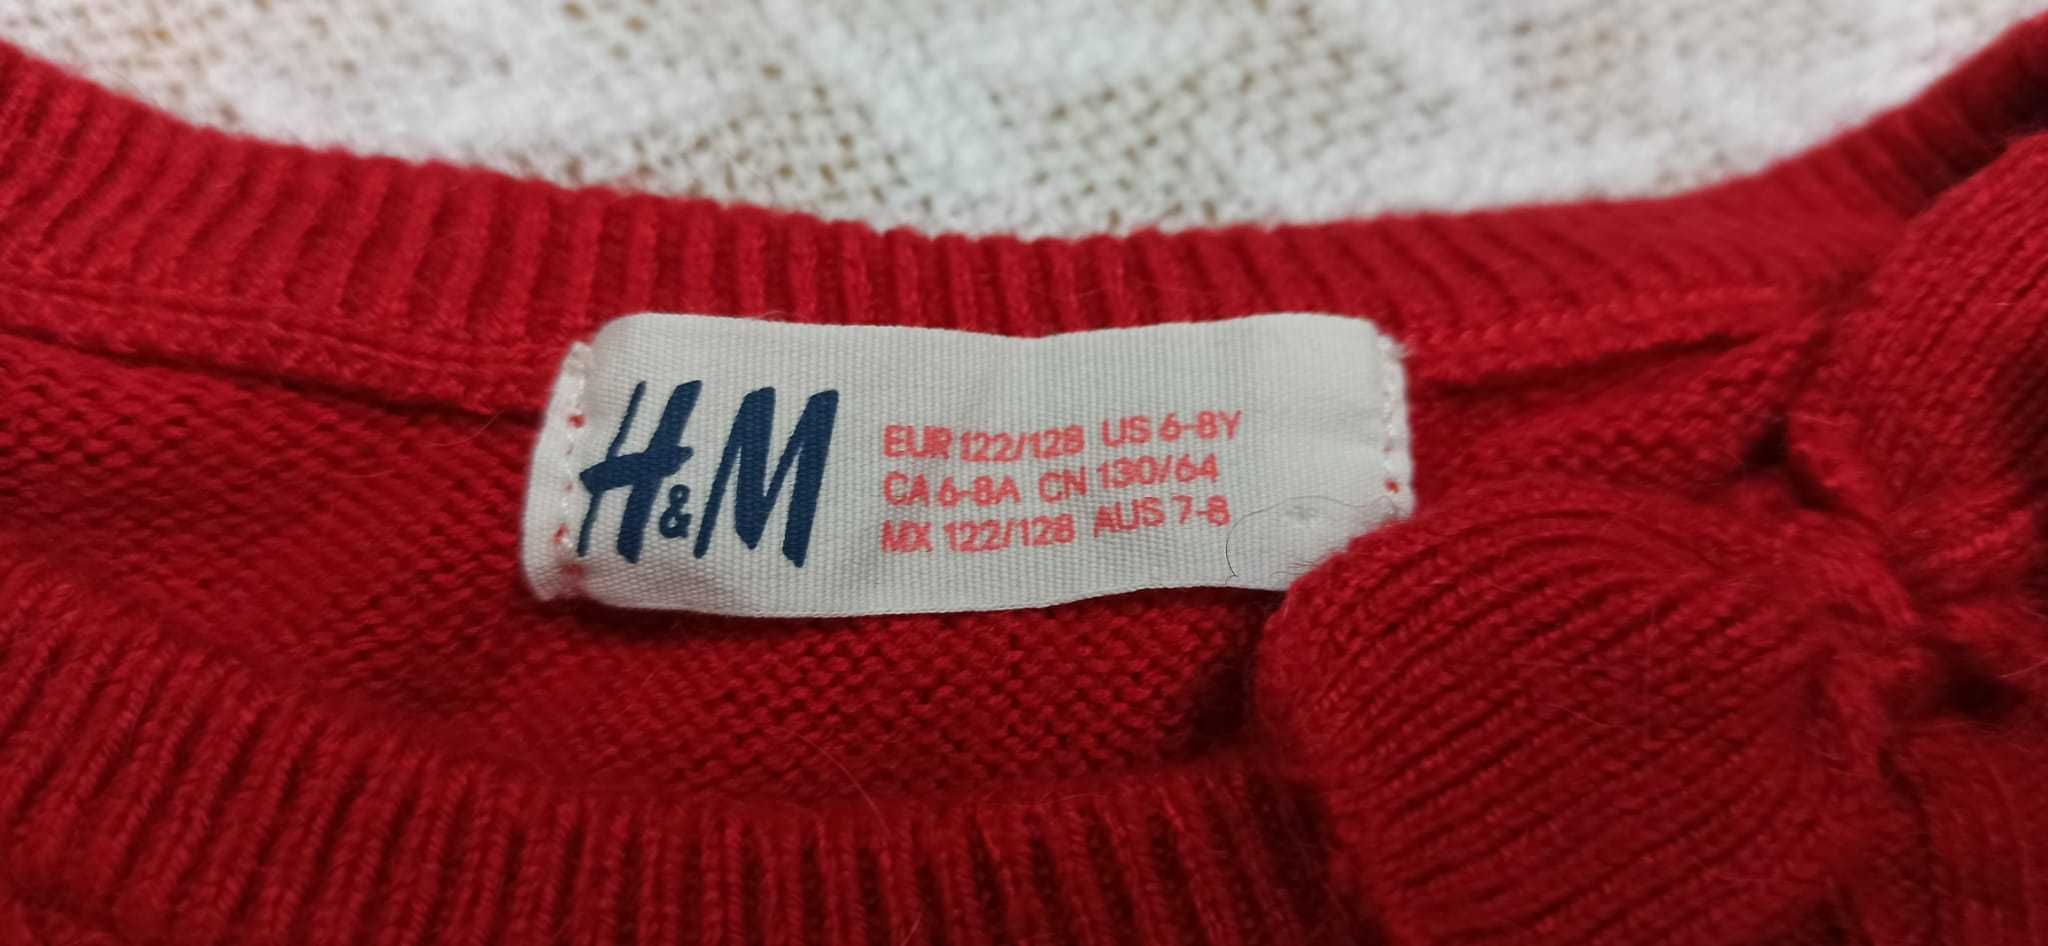 H&M
EUR 122/128 US 6-8Y
CA 6-8A CN 130/64
MX 122/128 AUS 7-8